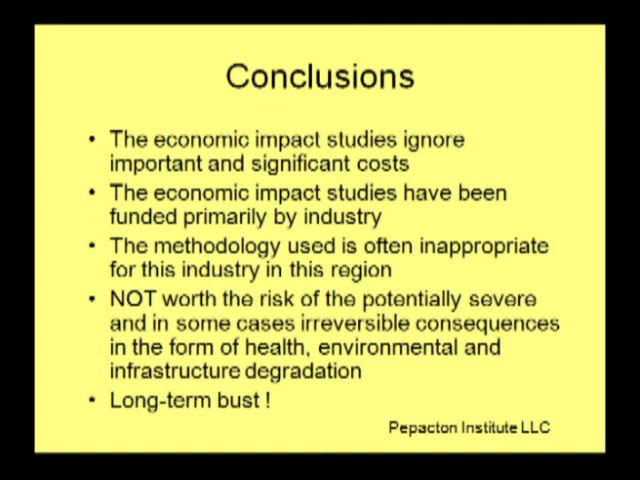 Conclusions
• The economic impact studies ignore
important and significant costs
• The economic impact studies have been
funded primarily by industry
• The methodology used is often inappropriate
for this industry in this region
• NOT worth the risk of the potentially severe
and in some cases irreversible consequences
in the form of health, environmental and
infrastructure degradation
• Long-term bust !
Pepacton Institute LLC